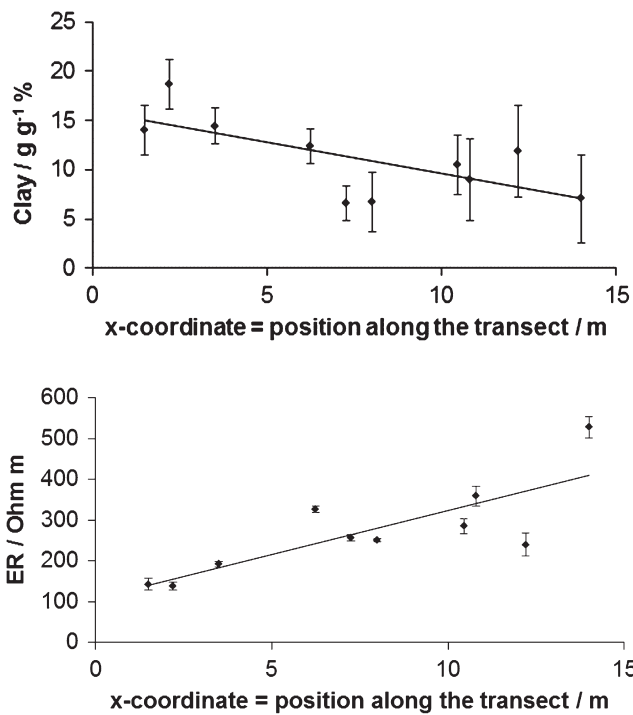 25
20
15
10
5
0
Clay / g g⁻¹ %
0 5 10 15
x-coordinate = position along the transect / m
600
500
400
300
200
100
0
ER / Ohm m
0 5 10 15
x-coordinate = position along the transect / m